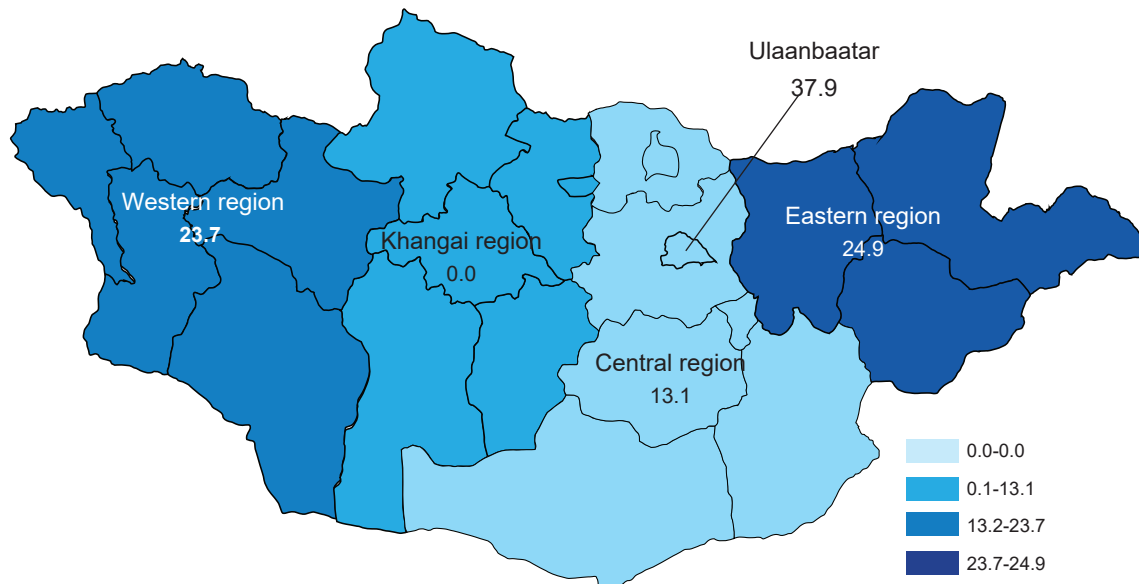 Ulaanbaatar
37.9
Western region
23.7
Khangai region
0.0
Eastern region
24.9
Central region
13.1
0.0-0.0
0.1-13.1
13.2-23.7
23.7-24.9